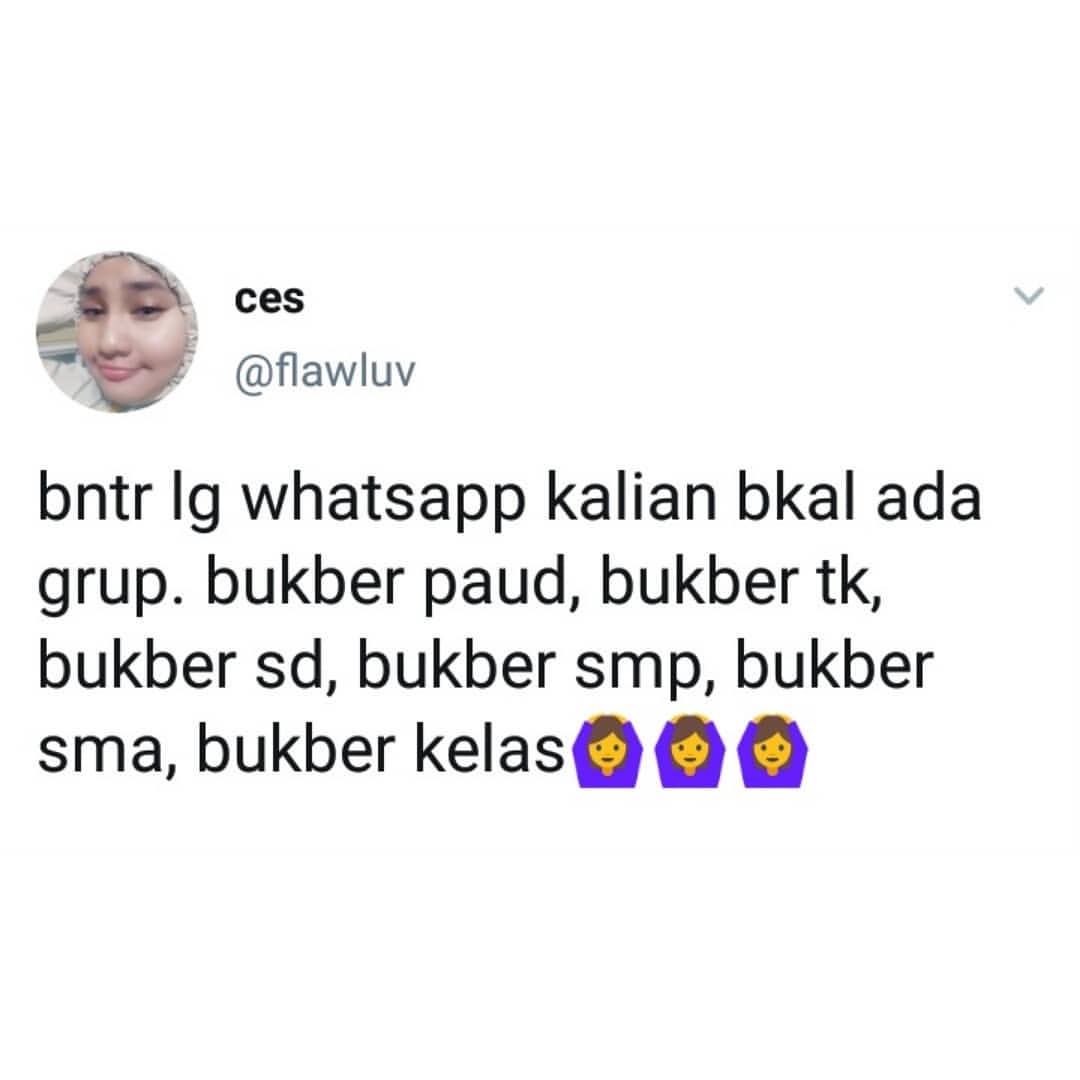 ces
@flawluv
bntr lg whatsapp kalian bkal ada
grup. bukber paud, bukber tk,
bukber sd, bukber smp, bukber
sma, bukber kelas🙆‍♀️🙆‍♀️🙆‍♀️